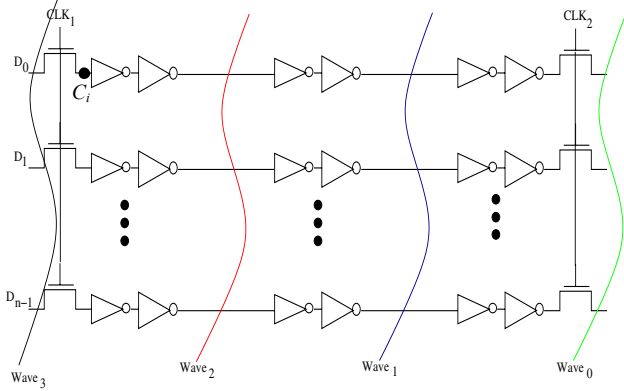 CLK1 CLK2
D0
Ci
D1
Dn-1
Wave3 Wave2 Wave1 Wave0